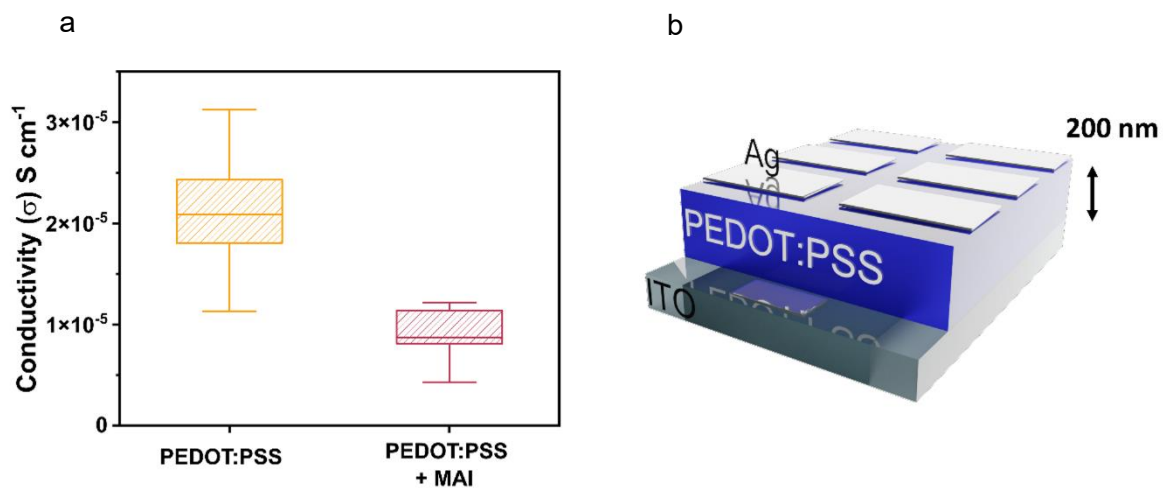 a
b
Conductivity (σ) S cm⁻¹
3×10⁻⁵
2×10⁻⁵
1×10⁻⁵
0
PEDOT:PSS
PEDOT:PSS
+ MAI
200 nm
Ag
PEDOT:PSS
ITO